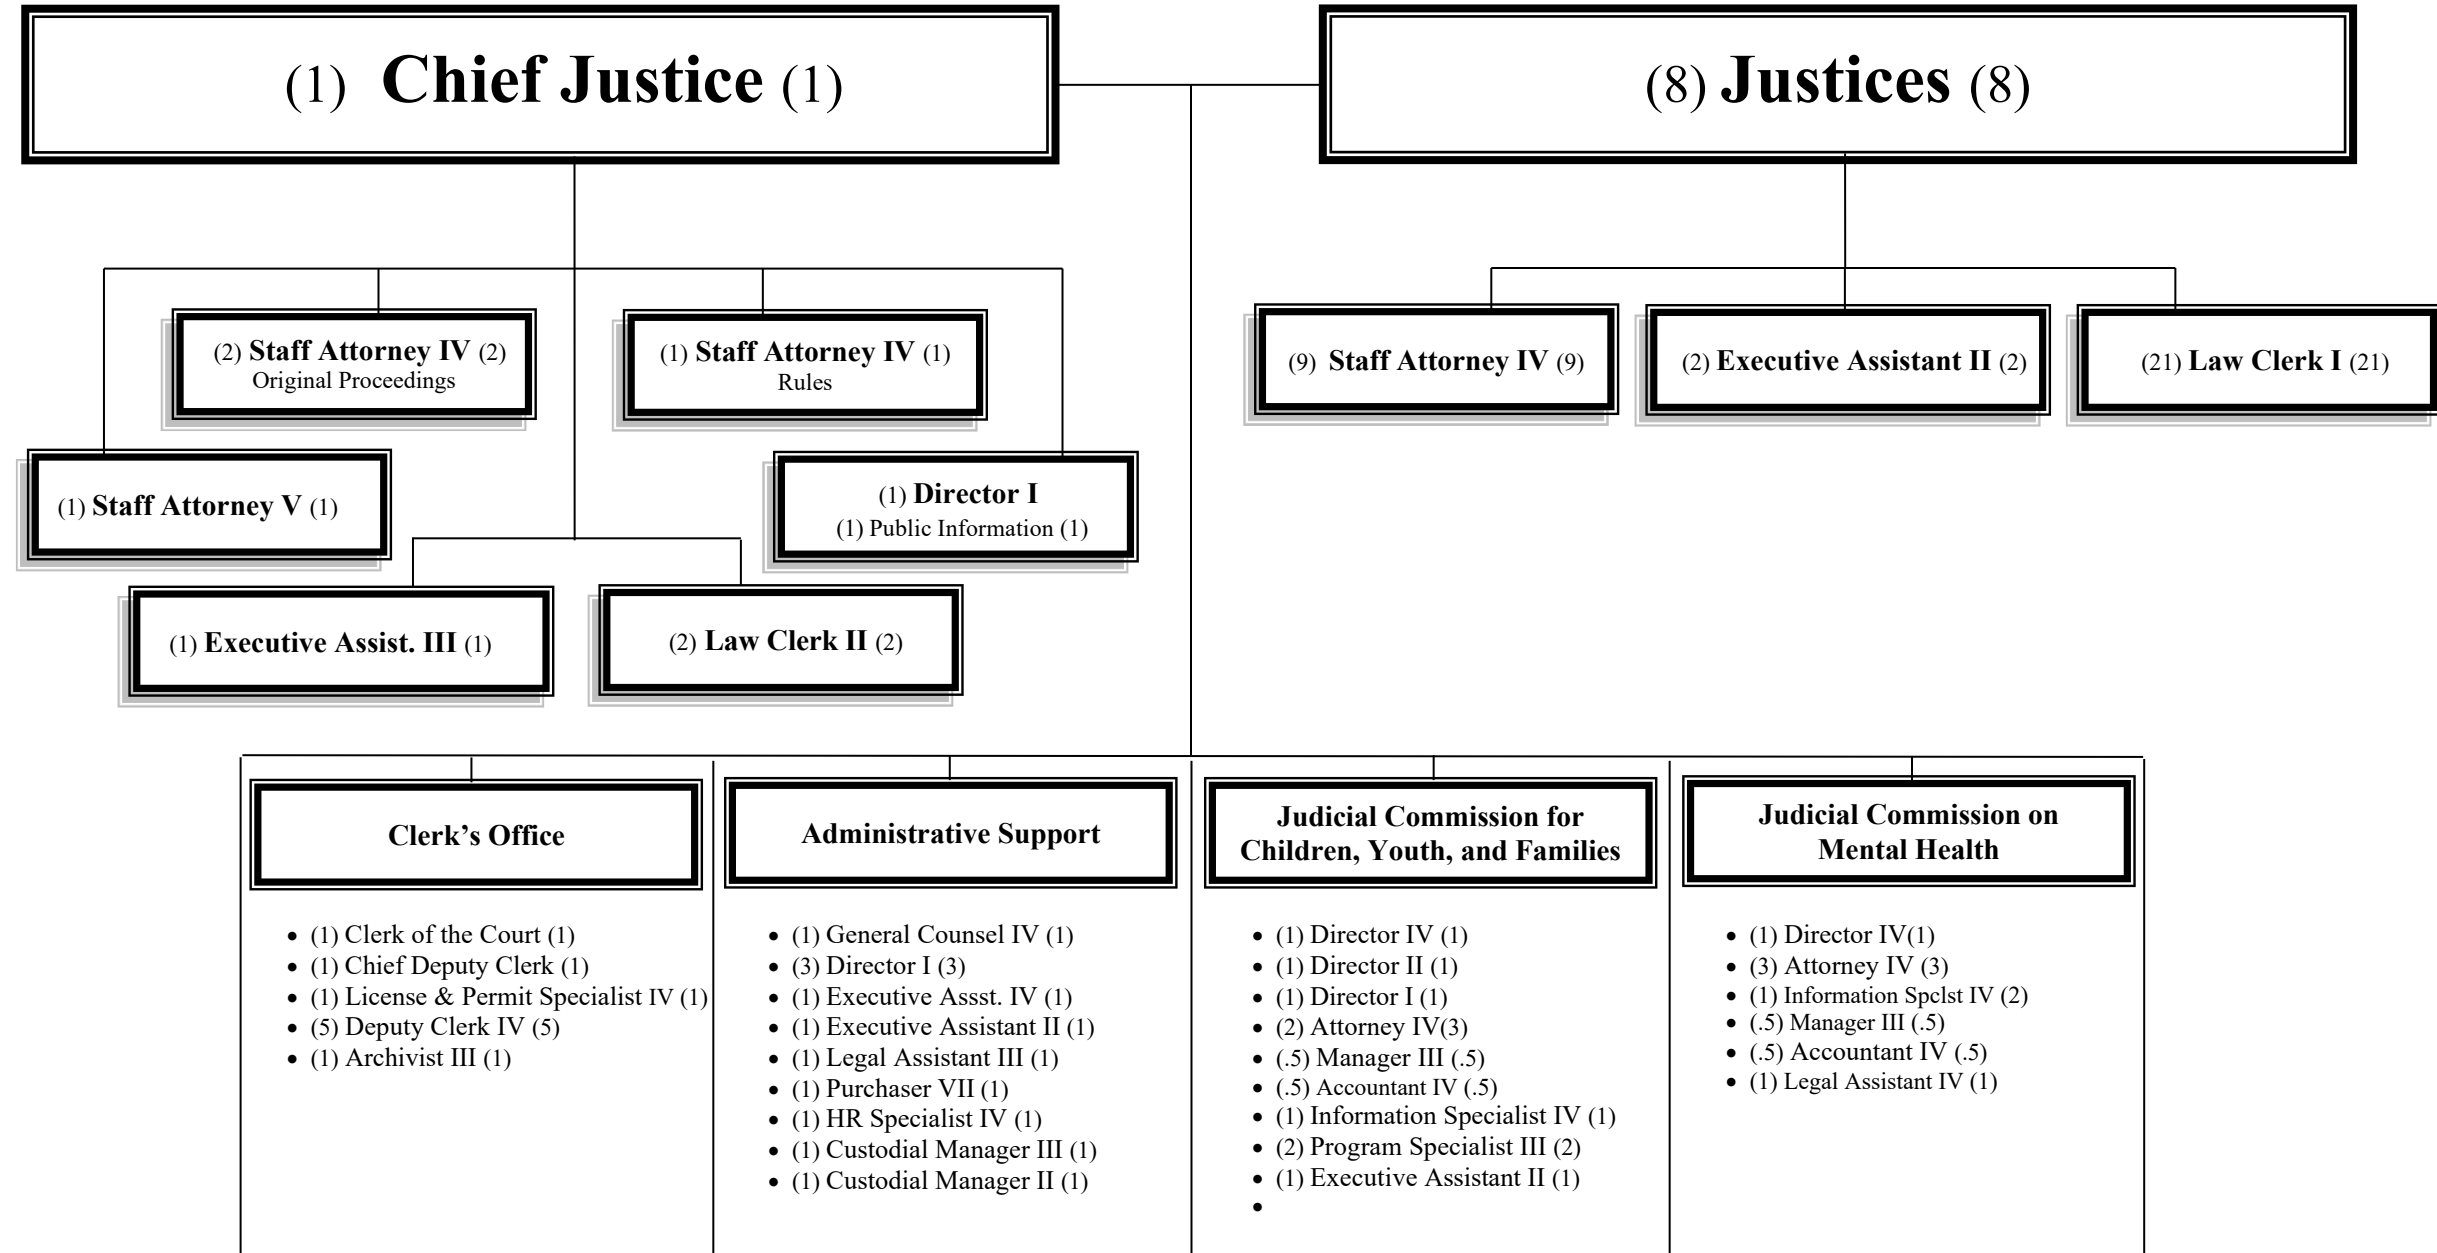 (1) Chief Justice (1)
(8) Justices (8)
(2) Staff Attorney IV (2)
Original Proceedings
(1) Staff Attorney IV (1)
Rules
(9) Staff Attorney IV (9)
(2) Executive Assistant II (2)
(21) Law Clerk I (21)
(1) Staff Attorney V (1)
(1) Director I
(1) Public Information (1)
(1) Executive Assist. III (1)
(2) Law Clerk II (2)
Clerk’s Office
• (1) Clerk of the Court (1)
• (1) Chief Deputy Clerk (1)
• (1) License & Permit Specialist IV (1)
• (5) Deputy Clerk IV (5)
• (1) Archivist III (1)
Administrative Support
• (1) General Counsel IV (1)
• (3) Director I (3)
• (1) Executive Assst. IV (1)
• (1) Executive Assistant II (1)
• (1) Legal Assistant III (1)
• (1) Purchaser VII (1)
• (1) HR Specialist IV (1)
• (1) Custodial Manager III (1)
• (1) Custodial Manager II (1)
Judicial Commission for
Children, Youth, and Families
• (1) Director IV (1)
• (1) Director II (1)
• (1) Director I (1)
• (2) Attorney IV(3)
• (.5) Manager III (.5)
• (.5) Accountant IV (.5)
• (1) Information Specialist IV (1)
• (2) Program Specialist III (2)
• (1) Executive Assistant II (1)
•
Judicial Commission on
Mental Health
• (1) Director IV(1)
• (3) Attorney IV (3)
• (1) Information Spclst IV (2)
• (.5) Manager III (.5)
• (.5) Accountant IV (.5)
• (1) Legal Assistant IV (1)